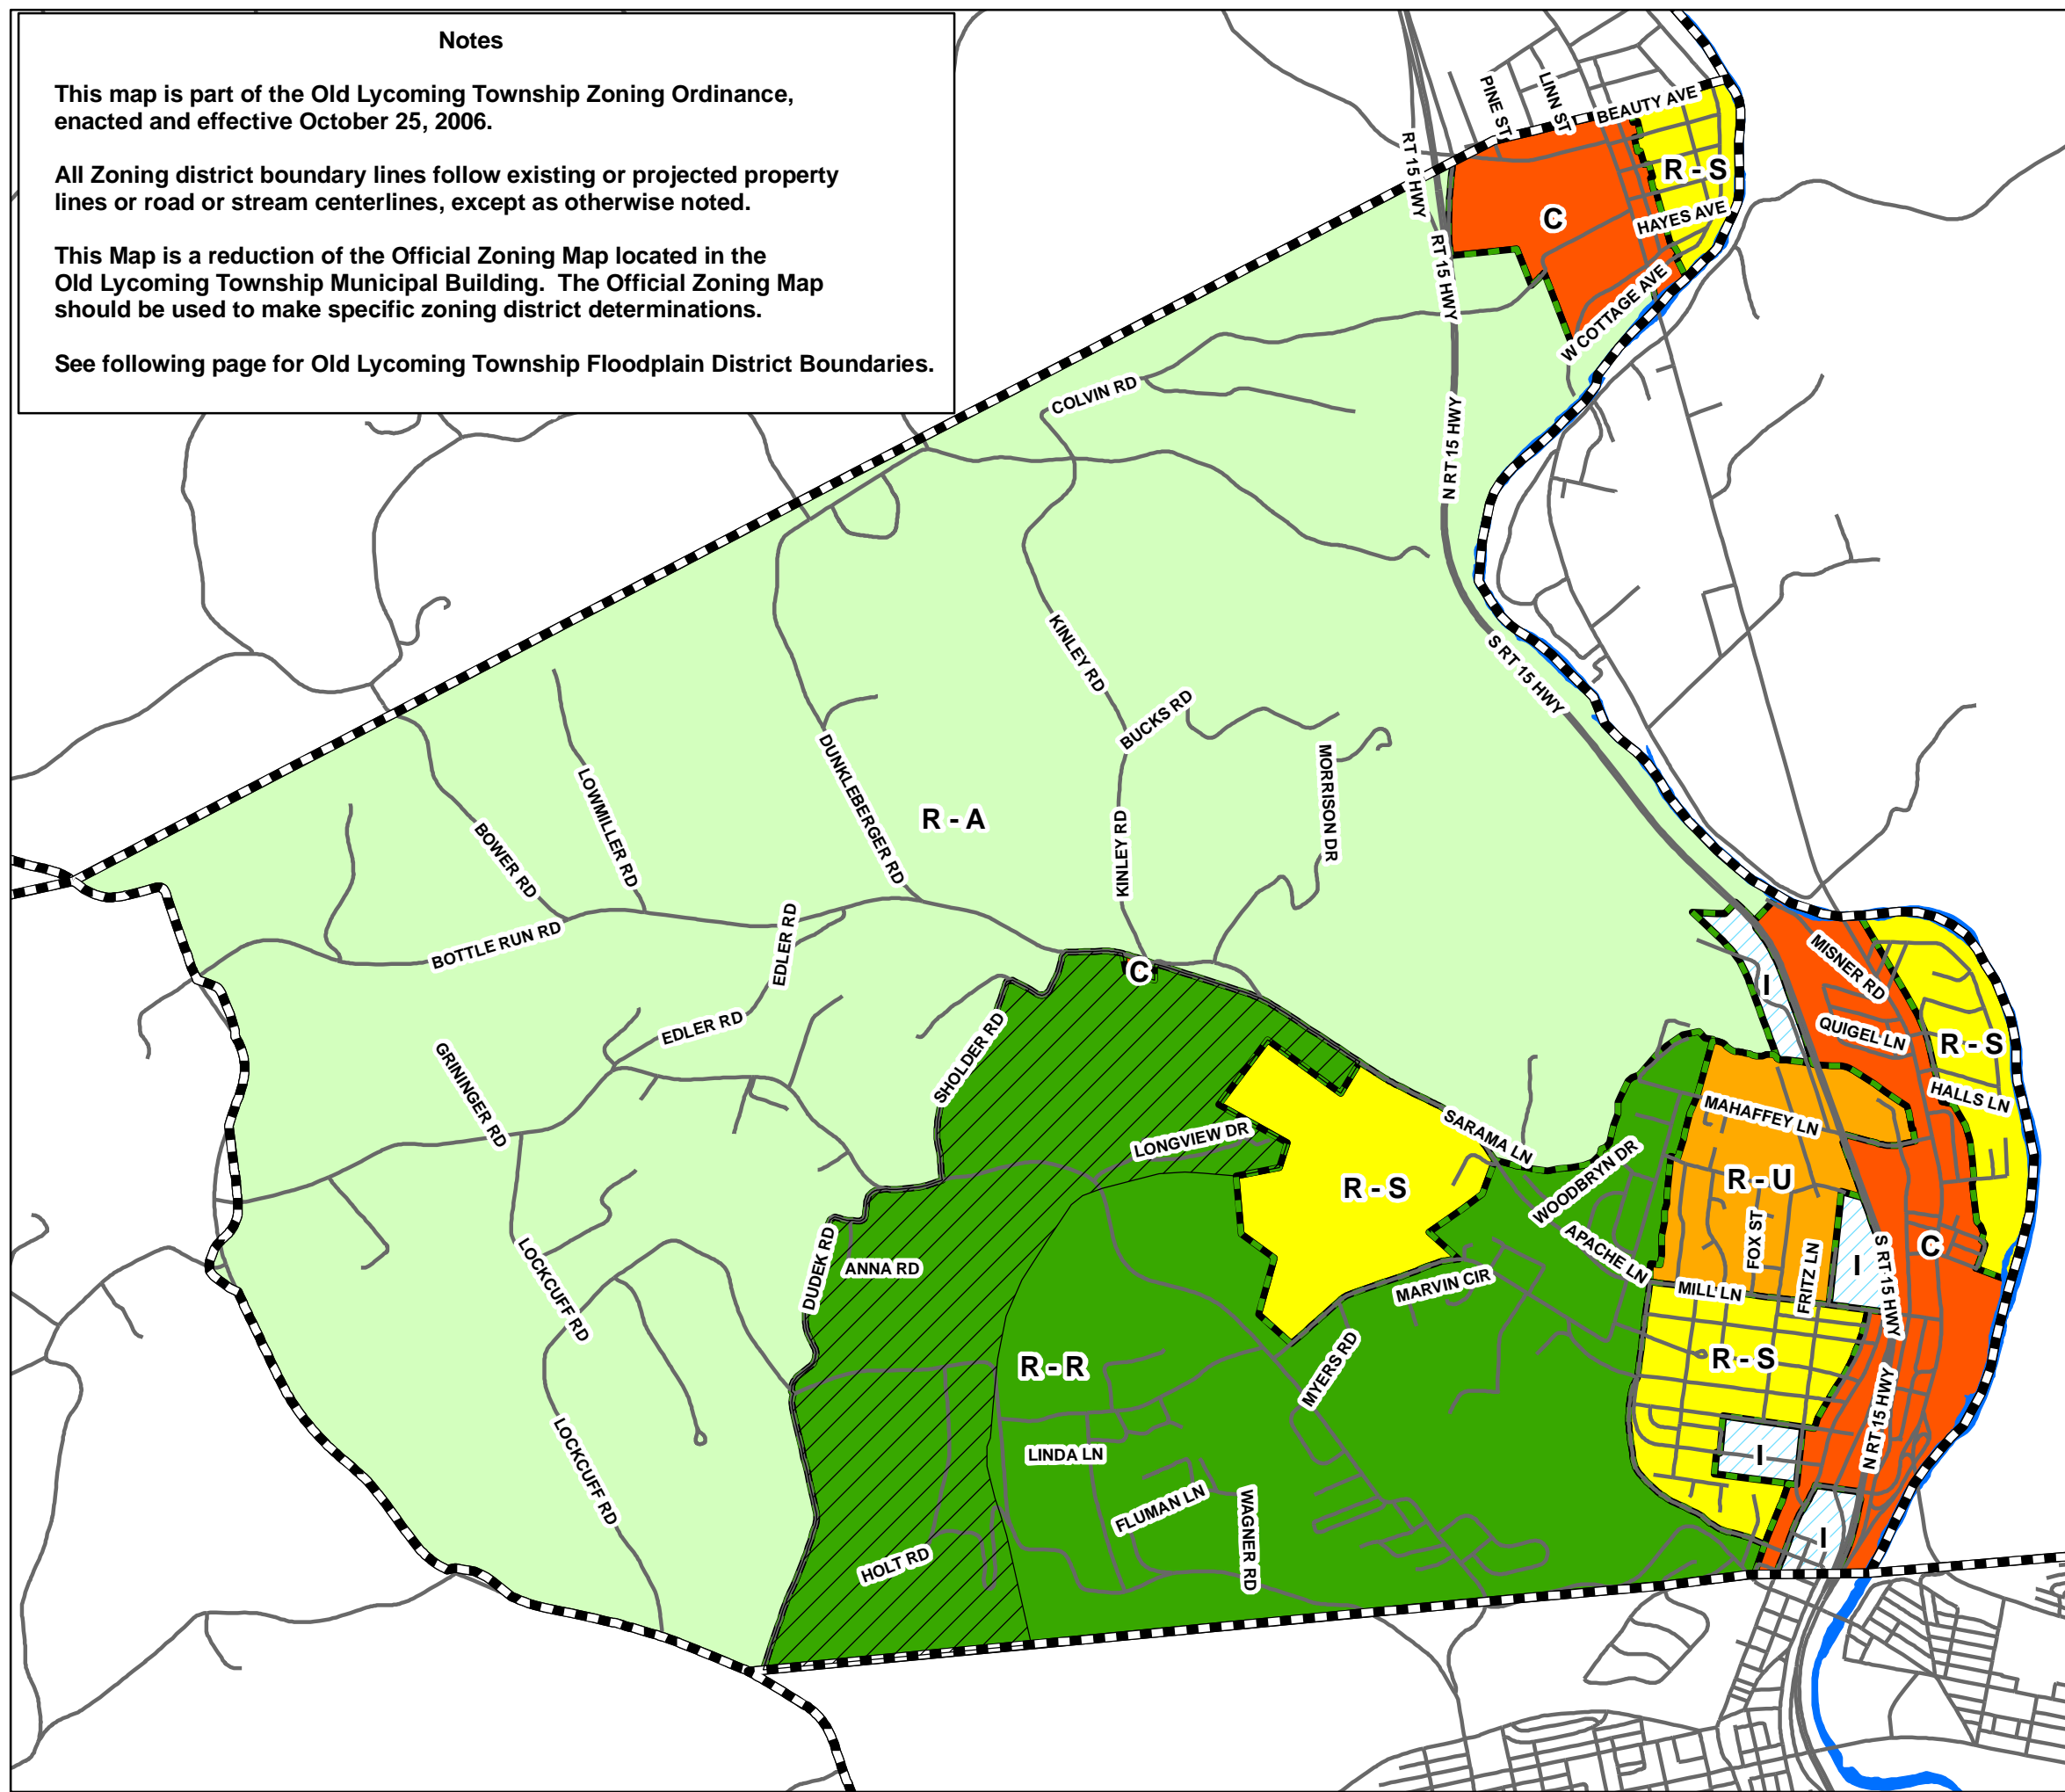 Notes
This map is part of the Old Lycoming Township Zoning Ordinance,
enacted and effective October 25, 2006.
All Zoning district boundary lines follow existing or projected property
lines or road or stream centerlines, except as otherwise noted.
This Map is a reduction of the Official Zoning Map located in the
Old Lycoming Township Municipal Building.  The Official Zoning Map
should be used to make specific zoning district determinations.
See following page for Old Lycoming Township Floodplain District Boundaries.
PINE ST
LINN ST
BEAUTY AVE
RT 15 HWY
R - S
C
HAYES AVE
RT 15 HWY
W COTTAGE AVE
COLVIN RD
N RT 15 HWY
KINLEY RD
S RT 15 HWY
BUCKS RD
DUNKLEBERGER RD
MORRISON DR
LOWMILLER RD
R - A
BOWER RD
KINLEY RD
BOTTLE RUN RD
EDLER RD
C
MISNER RD
I
EDLER RD
QUIGEL LN
R - S
SHOLDER RD
GRININGER RD
HALLS LN
MAHAFFEY LN
SARAMA LN
LONGVIEW DR
R - S
WOODBRYN DR
R - U
FOX ST
C
APACHE LN
ANNA RD
DUDEK RD
I
S RT 15 HWY
LOCKCUFF RD
MARVIN CIR
MILL LN
FRITZ LN
R - R
MYERS RD
R - S
N RT 15 HWY
LINDA LN
I
LOCKCUFF RD
FLUMAN LN
WAGNER RD
I
HOLT RD